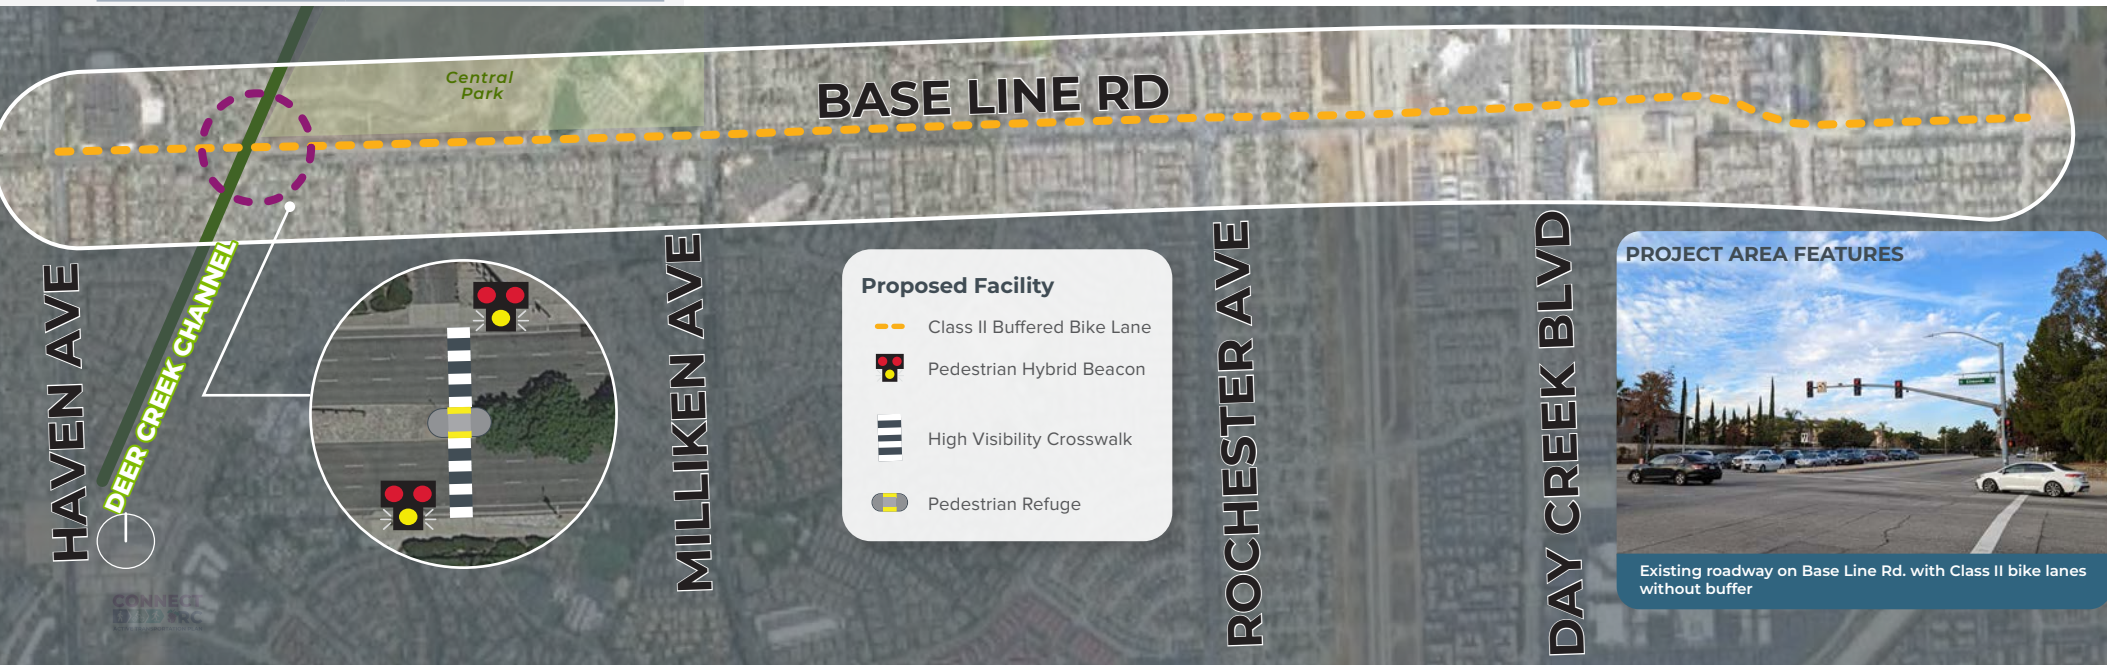 Central
Park
BASE LINE RD
HAVEN AVE
DEER CREEK CHANNEL
MILLIKEN AVE
ROCHESTER AVE
DAY CREEK BLVD
Proposed Facility
Class II Buffered Bike Lane
Pedestrian Hybrid Beacon
High Visibility Crosswalk
Pedestrian Refuge
PROJECT AREA FEATURES
Existing roadway on Base Line Rd. with Class II bike lanes
without buffer
CONNECT
RC